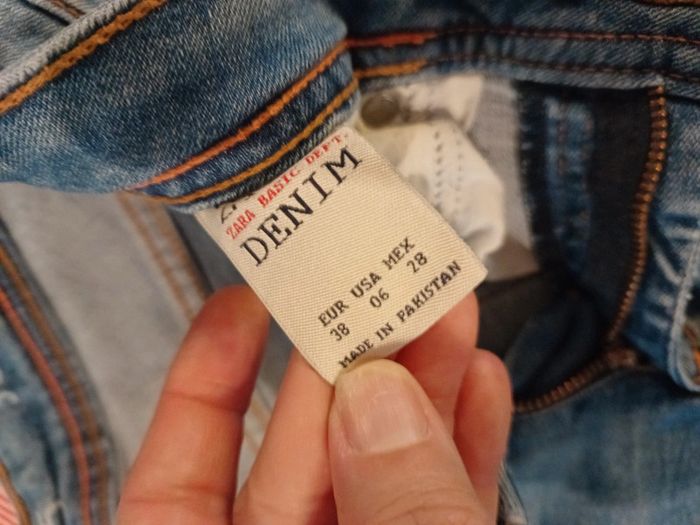 ZARA BASIC DEPT.
DENIM
EUR USA MEX
38 06 28
MADE IN PAKISTAN